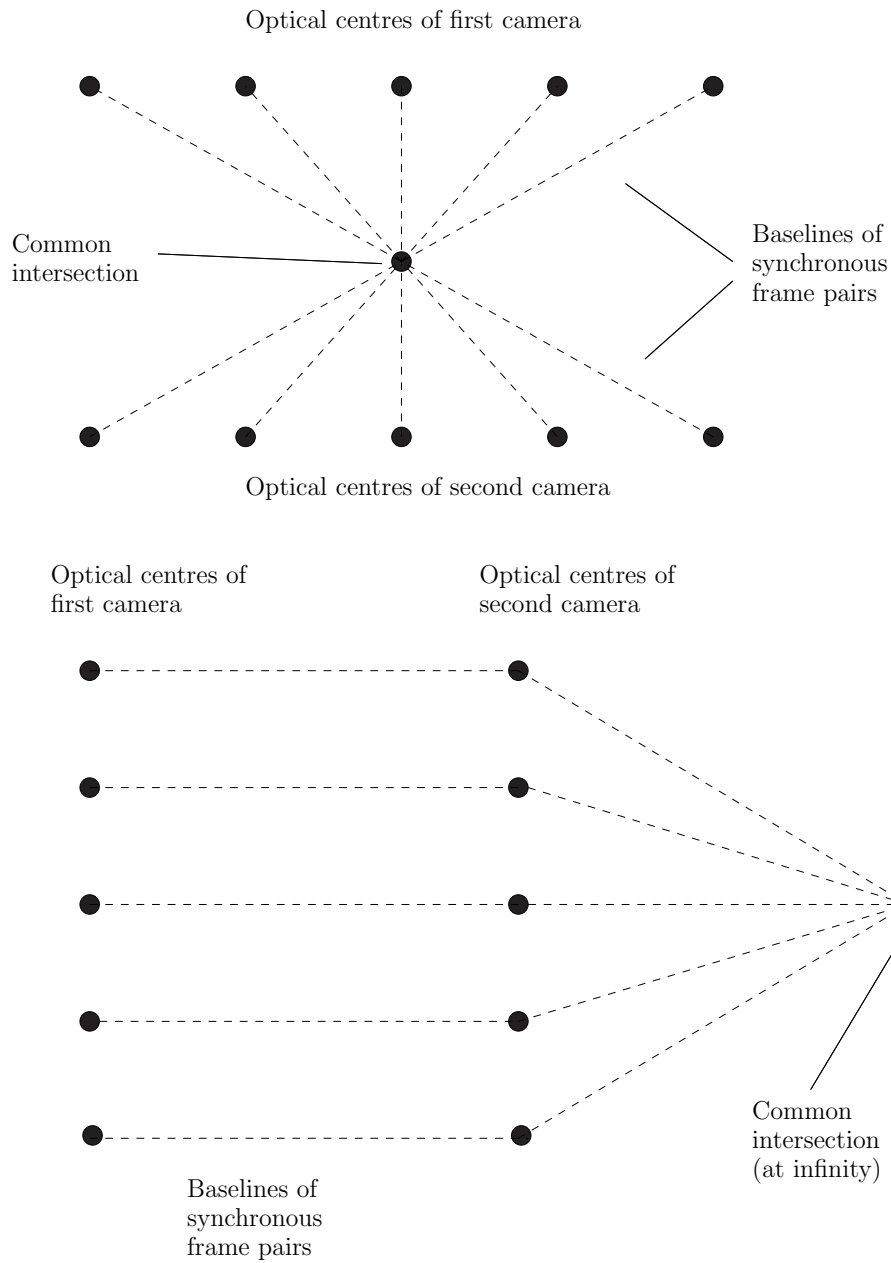 Optical centres of first camera
Common
intersection
Baselines of
synchronous
frame pairs
Optical centres of second camera
Optical centres of
first camera
Optical centres of
second camera
Common
intersection
(at infinity)
Baselines of
synchronous
frame pairs